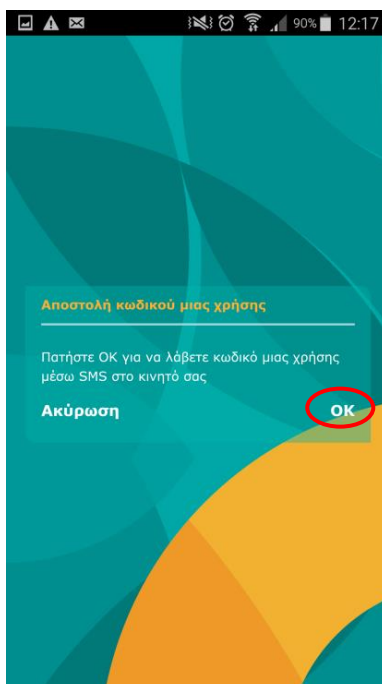 90% 12:17
Αποστολή κωδικού μιας χρήσης
Πατήστε ΟΚ για να λάβετε κωδικό μιας χρήσης
μέσω SMS στο κινητό σας
Ακύρωση OK